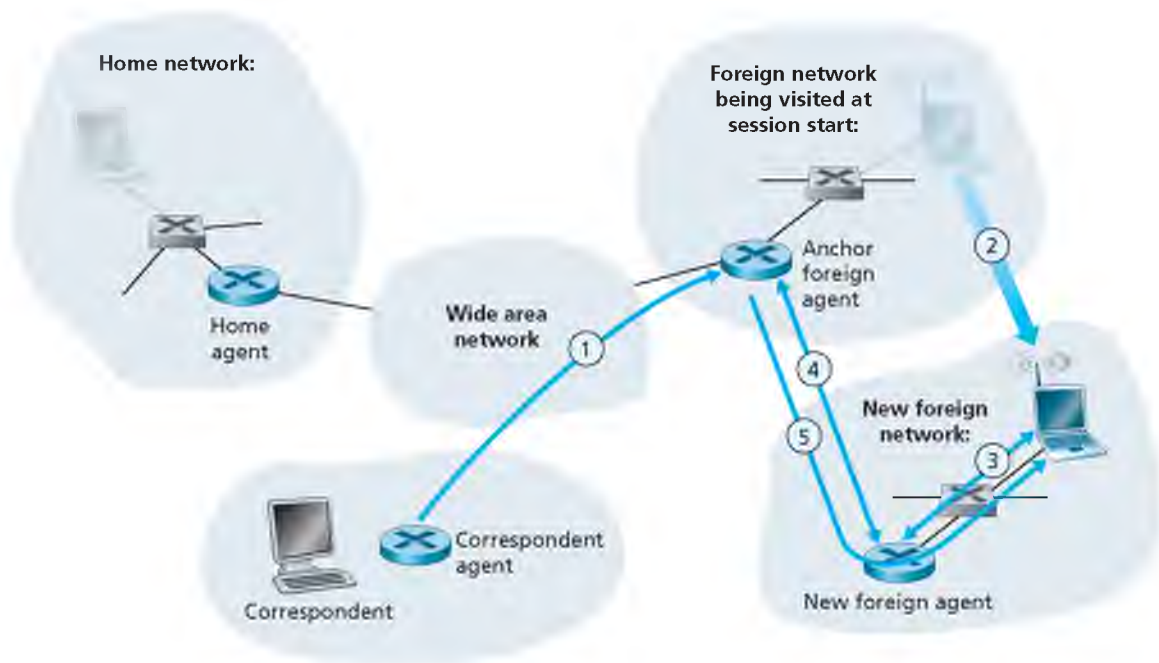 Home network:
Home
agent
Wide area
network
1
Foreign network
being visited at
session start:
Anchor
foreign
agent
2
4
5
New foreign
network:
3
New foreign agent
Correspondent
agent
Correspondent